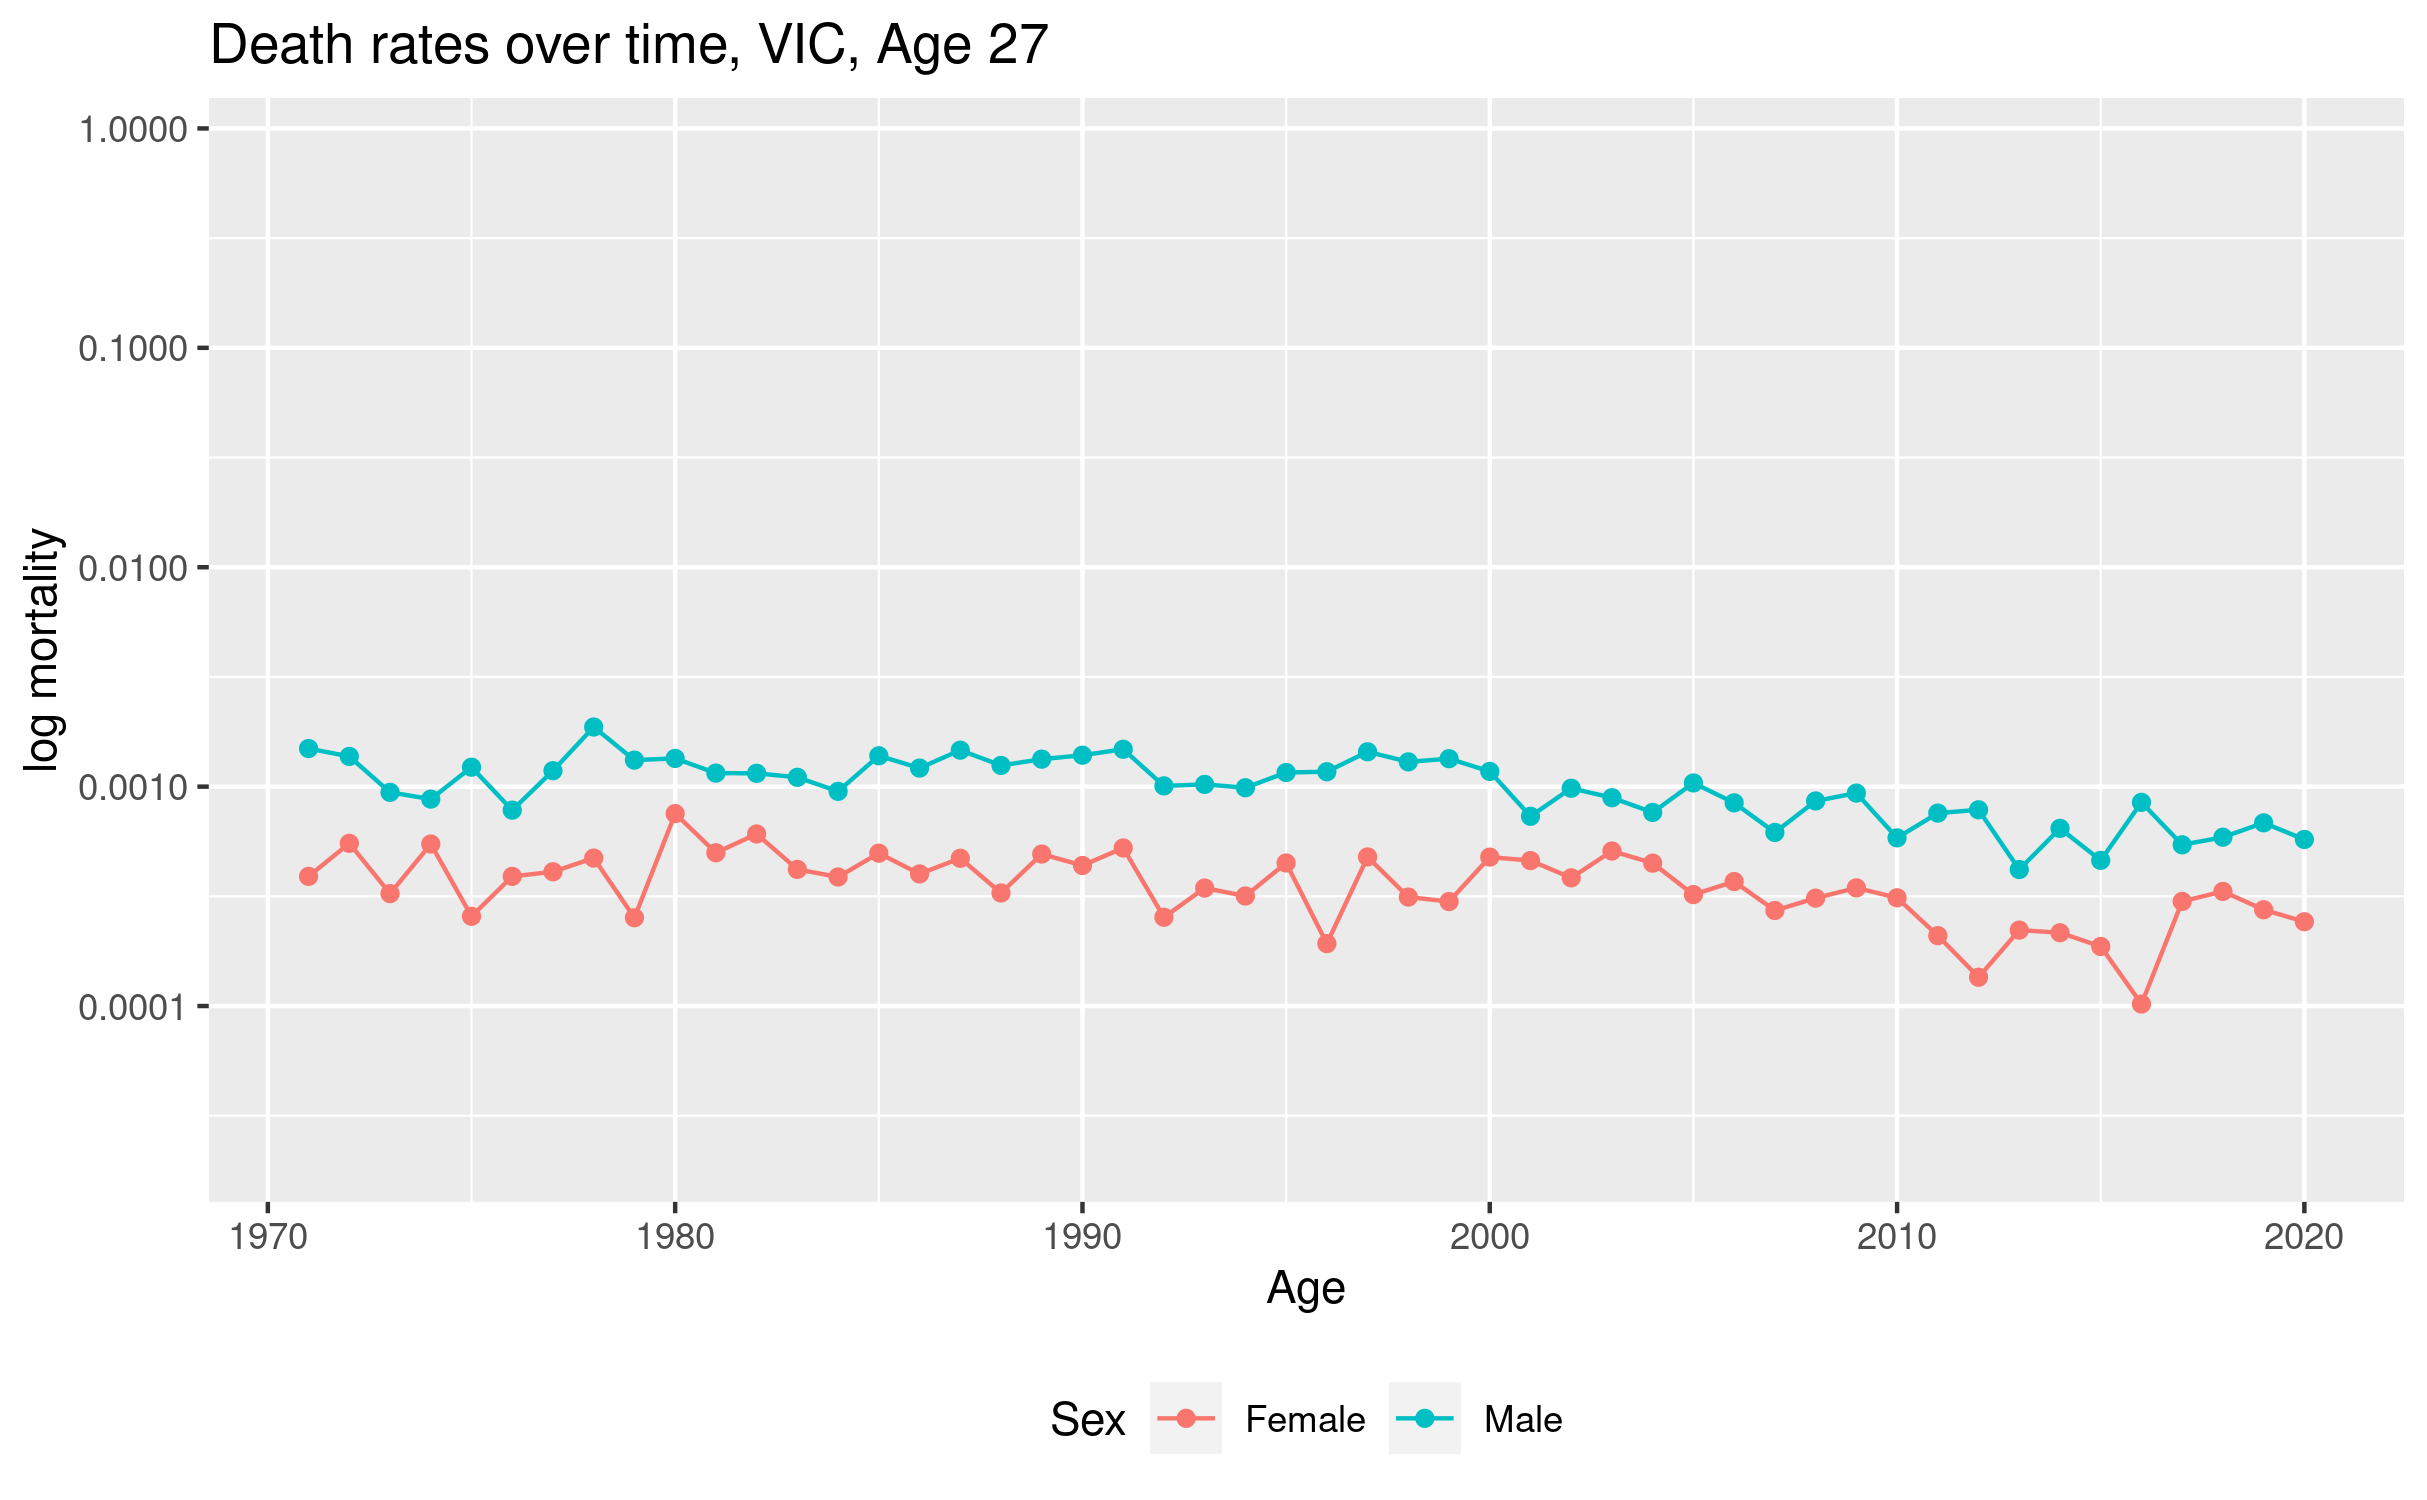 Death rates over time, VIC, Age 27
log mortality
1.0000
0.1000
0.0100
0.0010
0.0001
1970 1980 1990 2000 2010 2020
Age
Sex Female Male